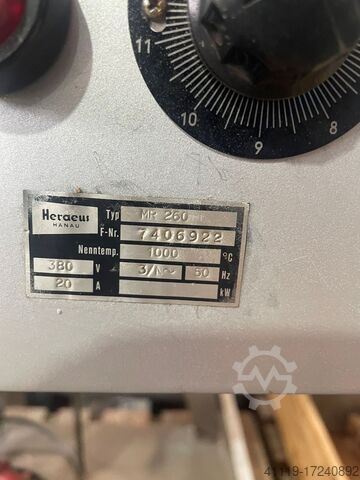 11
10
9
8
Heraeus
HANAU
Typ MR 260
F-Nr. 7406922
Nenntemp. 1000 °C
380 V 3/N~ 50 Hz
20 A kW
41119-17240892